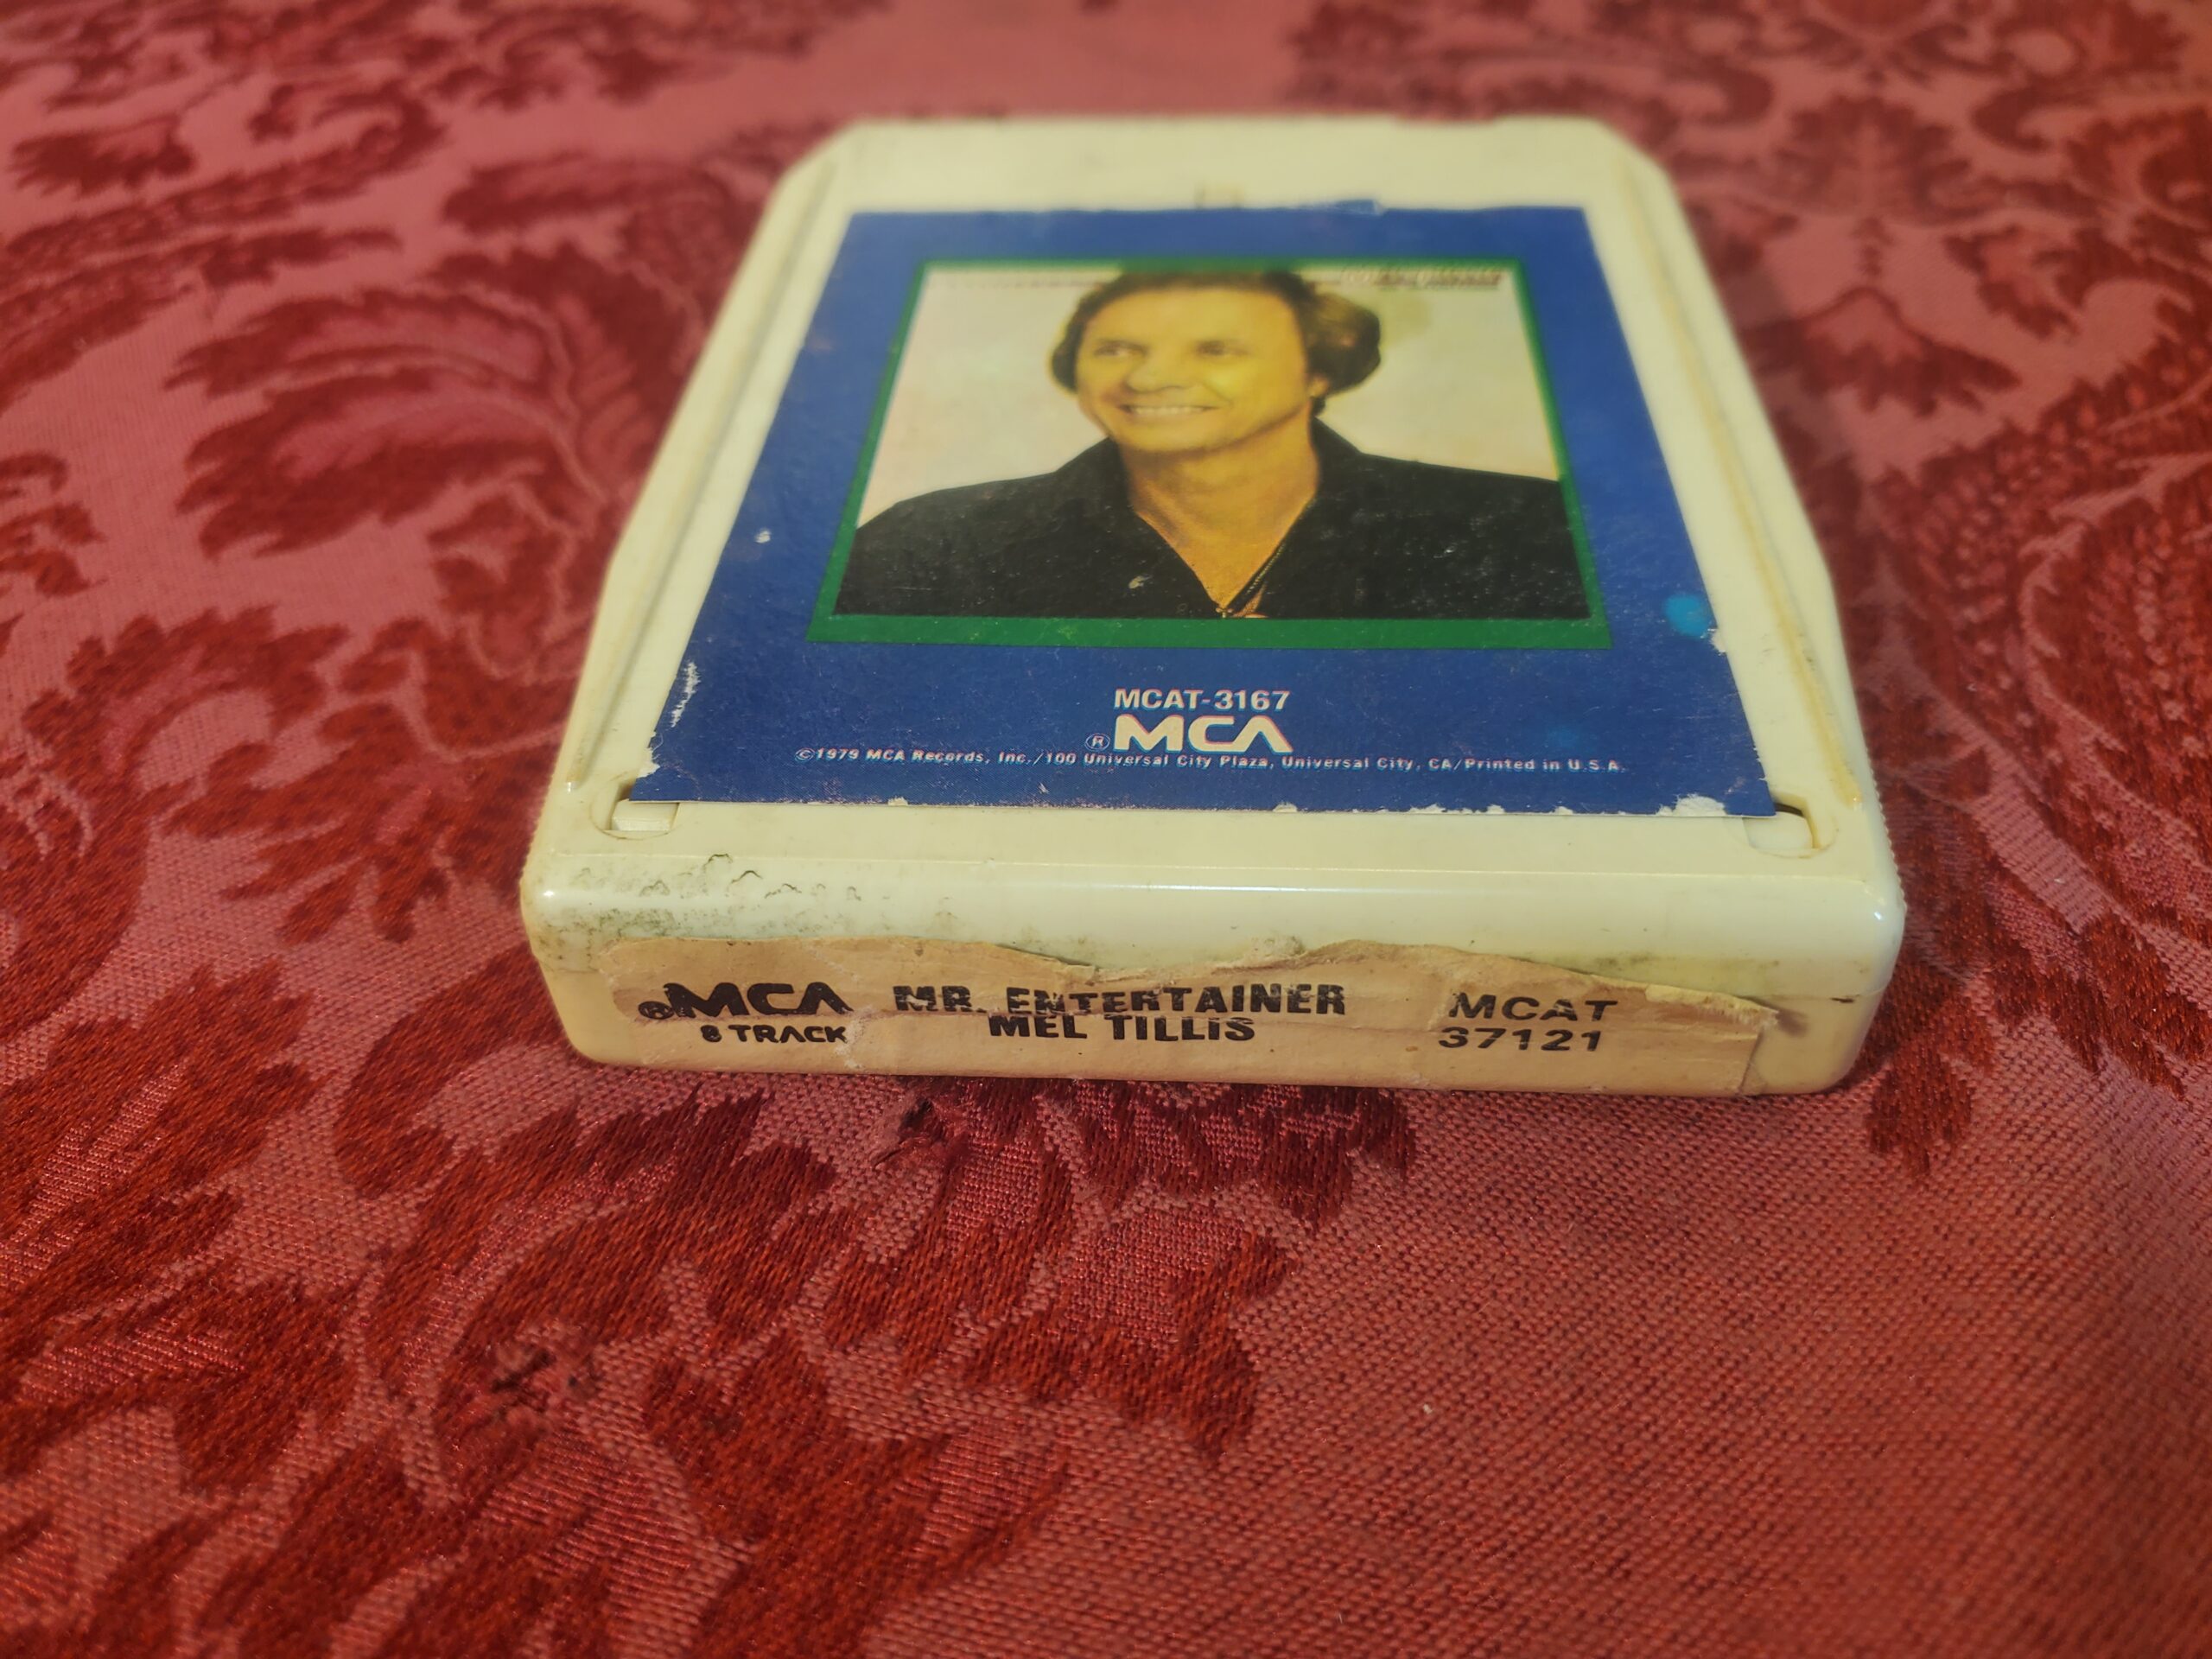 MCAT-3167
®MCA
©1979 MCA Records, Inc./100 Universal City Plaza, Universal City, CA/Printed in U.S.A.
®MCA MR. ENTERTAINER MCAT
8 TRACK MEL TILLIS 37121